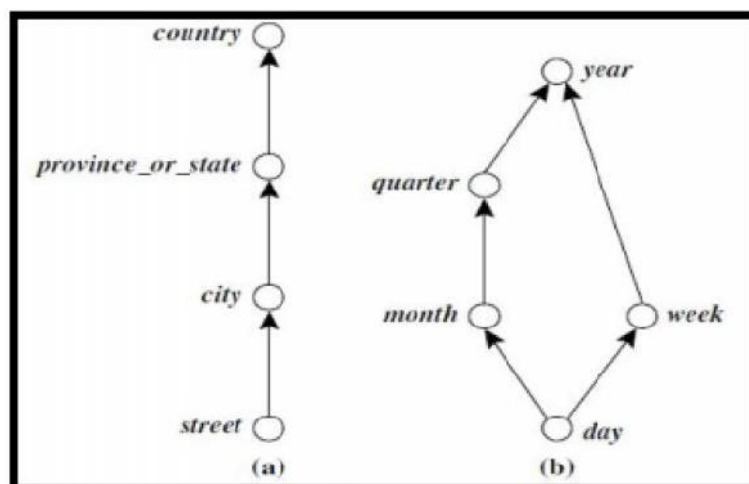 country
province_or_state
city
street
(a)
year
quarter
month
week
day
(b)